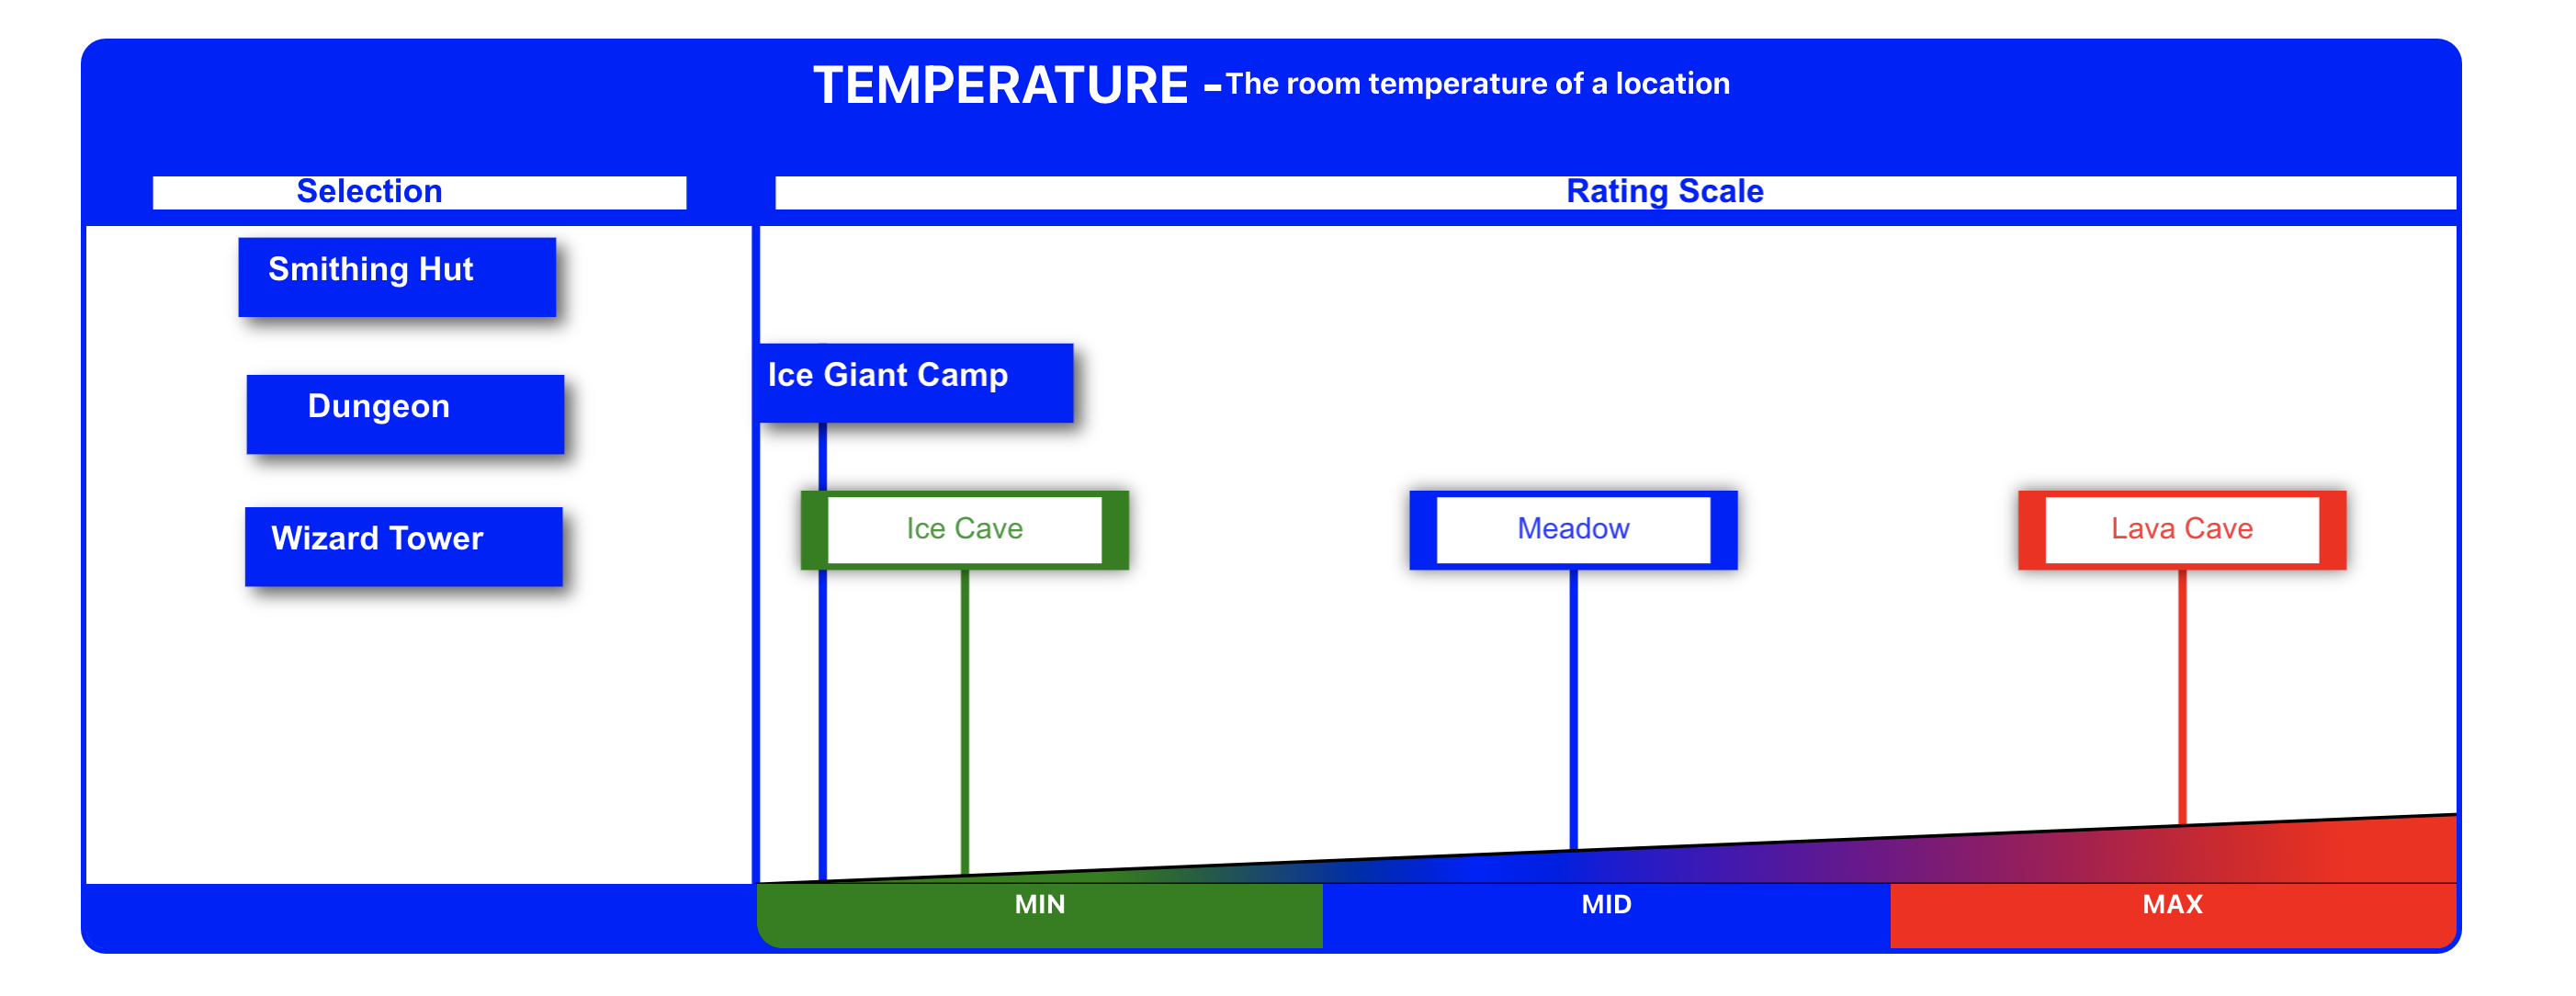 TEMPERATURE -The room temperature of a location
Selection
Rating Scale
Smithing Hut
Ice Giant Camp
Dungeon
Wizard Tower
Ice Cave
Meadow
Lava Cave
MIN
MID
MAX